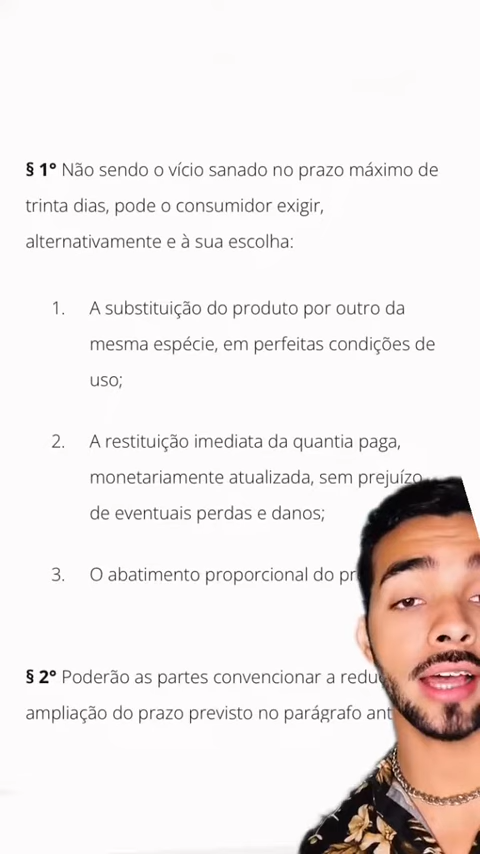 § 1° Não sendo o vício sanado no prazo máximo de
trinta dias, pode o consumidor exigir,
alternativamente e à sua escolha:
1. A substituição do produto por outro da
mesma espécie, em perfeitas condições de
uso;
2. A restituição imediata da quantia paga,
monetariamente atualizada, sem prejuízo
de eventuais perdas e danos;
3. O abatimento proporcional do
§ 2° Poderão as partes convencionar a
ampliação do prazo previsto no parágrafo